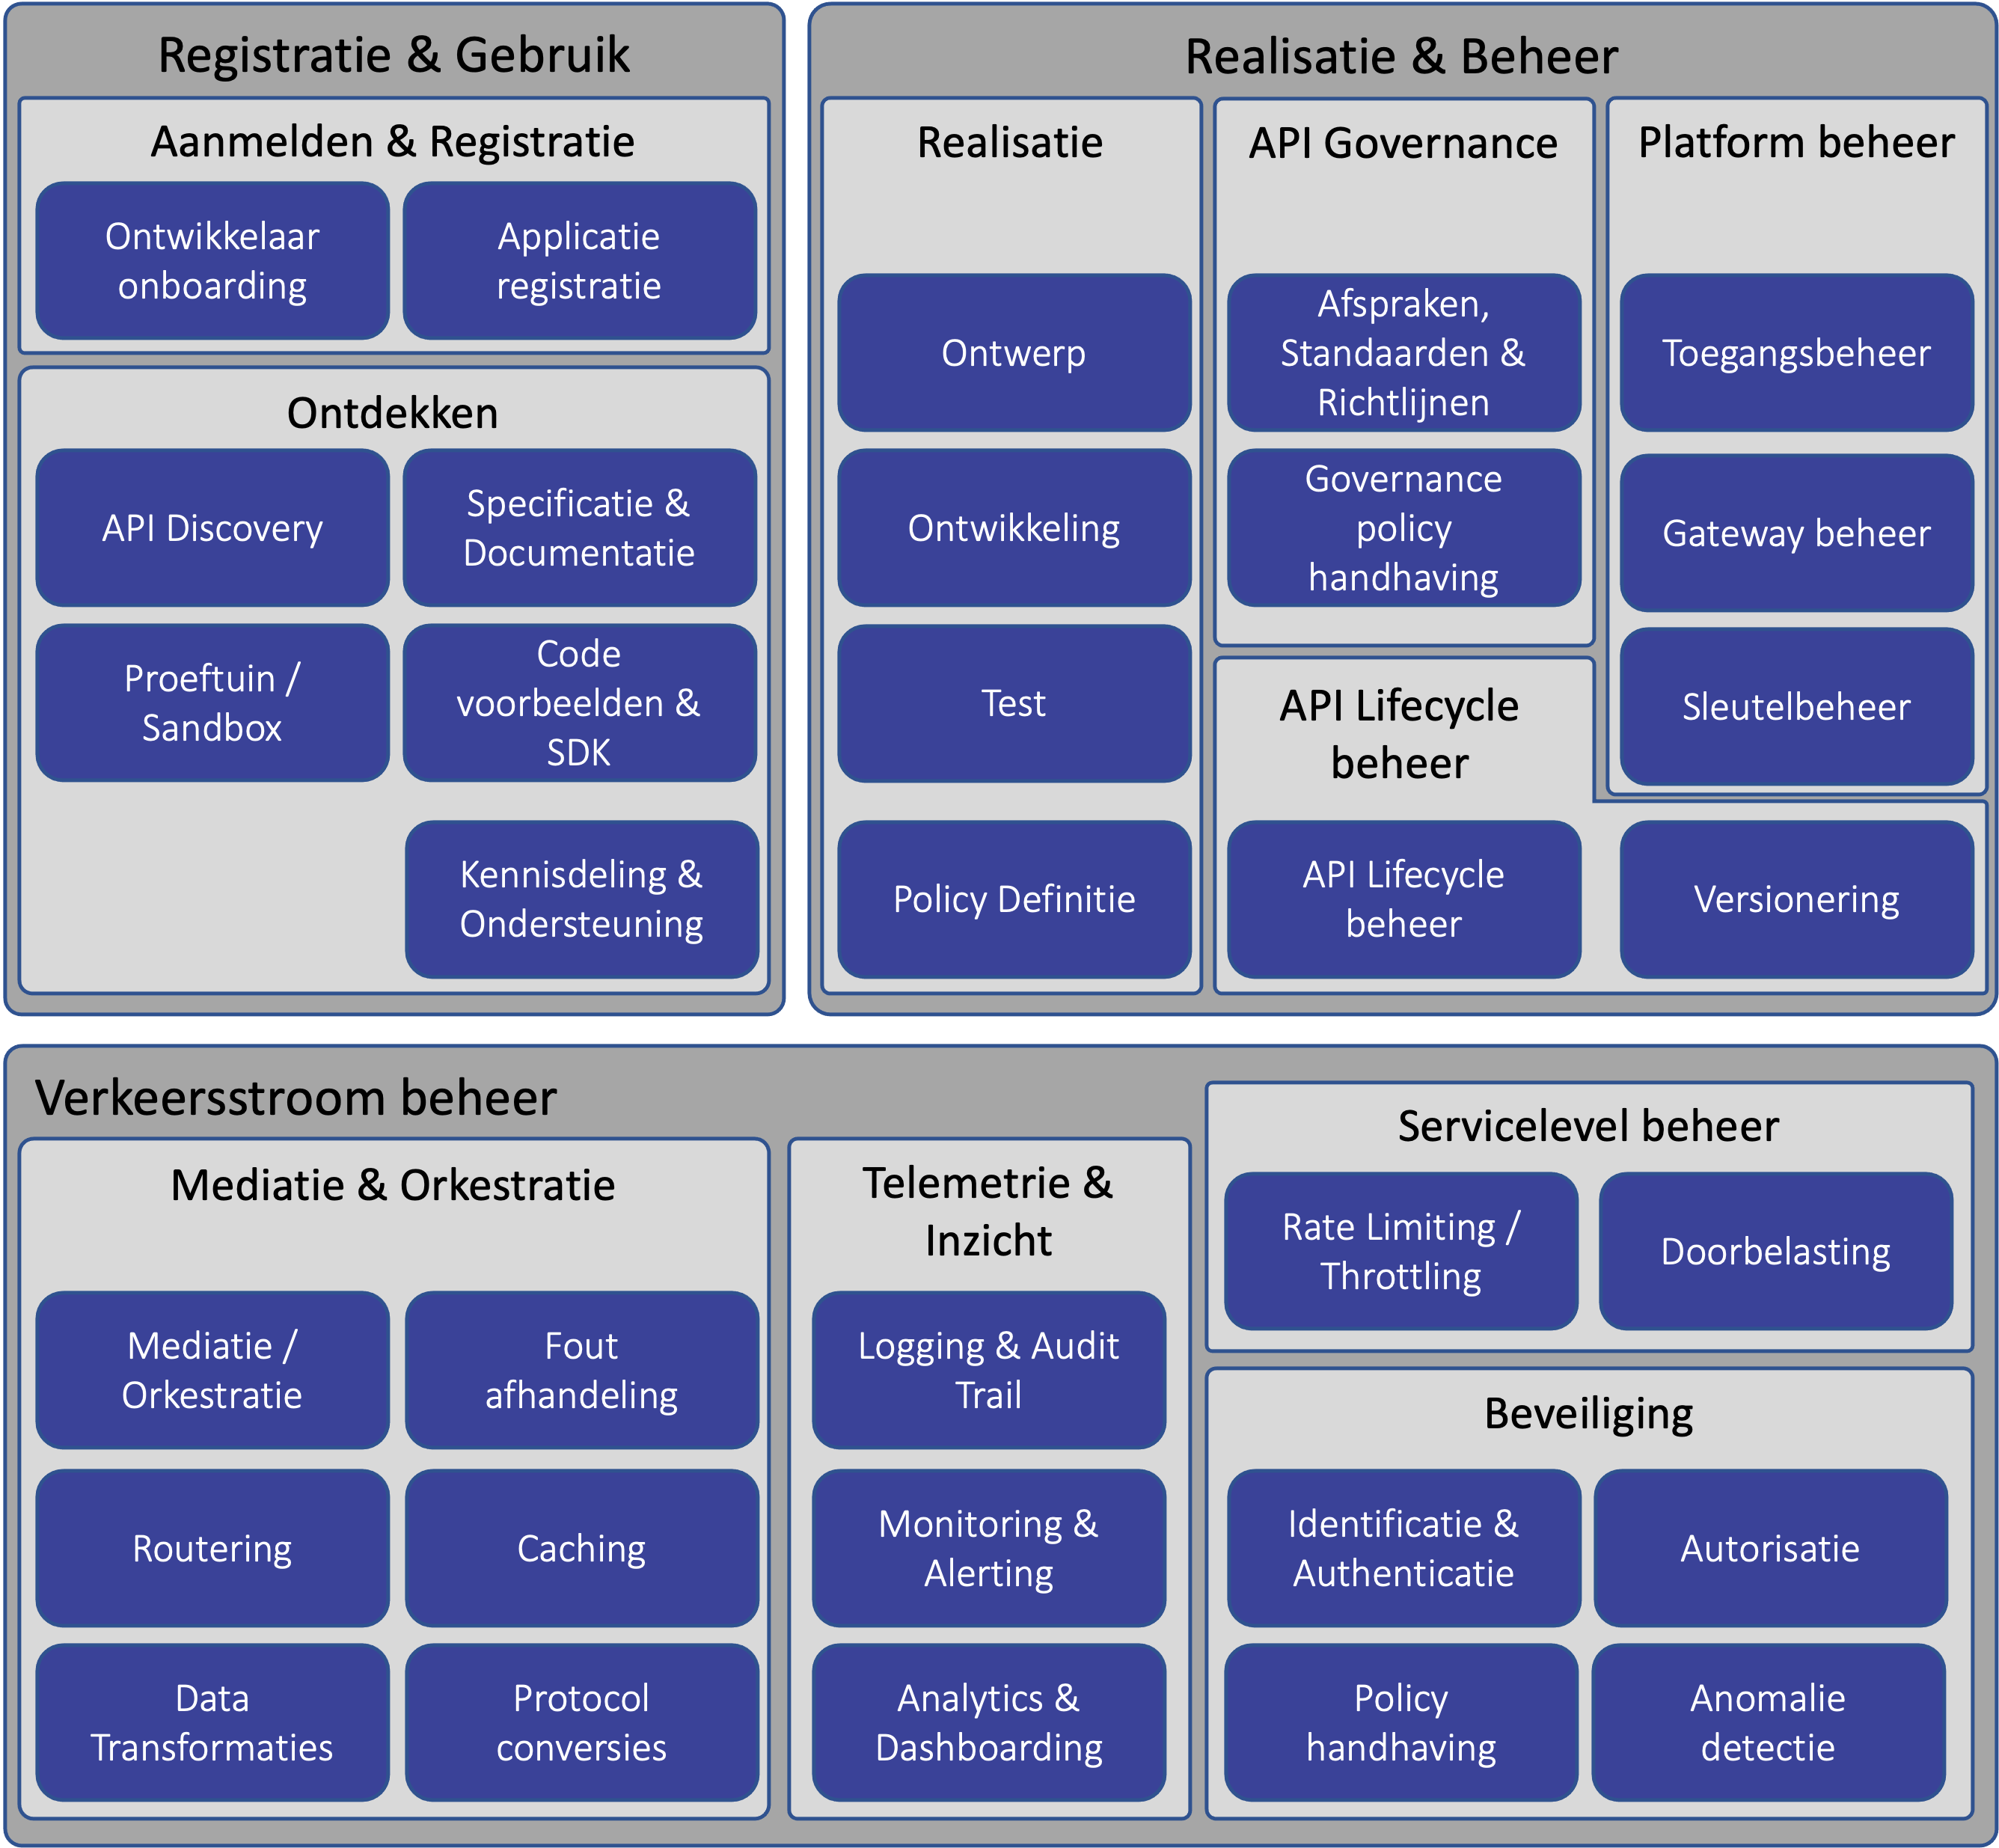 Registratie & Gebruik
Aanmelden & Registratie
Ontwikkelaar
onboarding
Applicatie
registratie
Ontdekken
API Discovery
Specificatie &
Documentatie
Proeftuin /
Sandbox
Code
voorbeelden &
SDK
Kennisdeling &
Ondersteuning
Realisatie & Beheer
Realisatie
Ontwerp
Ontwikkeling
Test
Policy Definitie
API Governance
Afspraken,
Standaarden &
Richtlijnen
Governance
policy
handhaving
Platform beheer
Toegangsbeheer
Gateway beheer
Sleutelbeheer
API Lifecycle
beheer
API Lifecycle
beheer
Versionering
Verkeersstroom beheer
Mediatie & Orkestratie
Mediatie /
Orkestratie
Fout
afhandeling
Routering
Caching
Data
Transformaties
Protocol
conversies
Telemetrie &
Inzicht
Logging & Audit
Trail
Monitoring &
Alerting
Analytics &
Dashboarding
Servicelevel beheer
Rate Limiting /
Throttling
Doorbelasting
Beveiliging
Identificatie &
Authenticatie
Autorisatie
Policy
handhaving
Anomalie
detectie